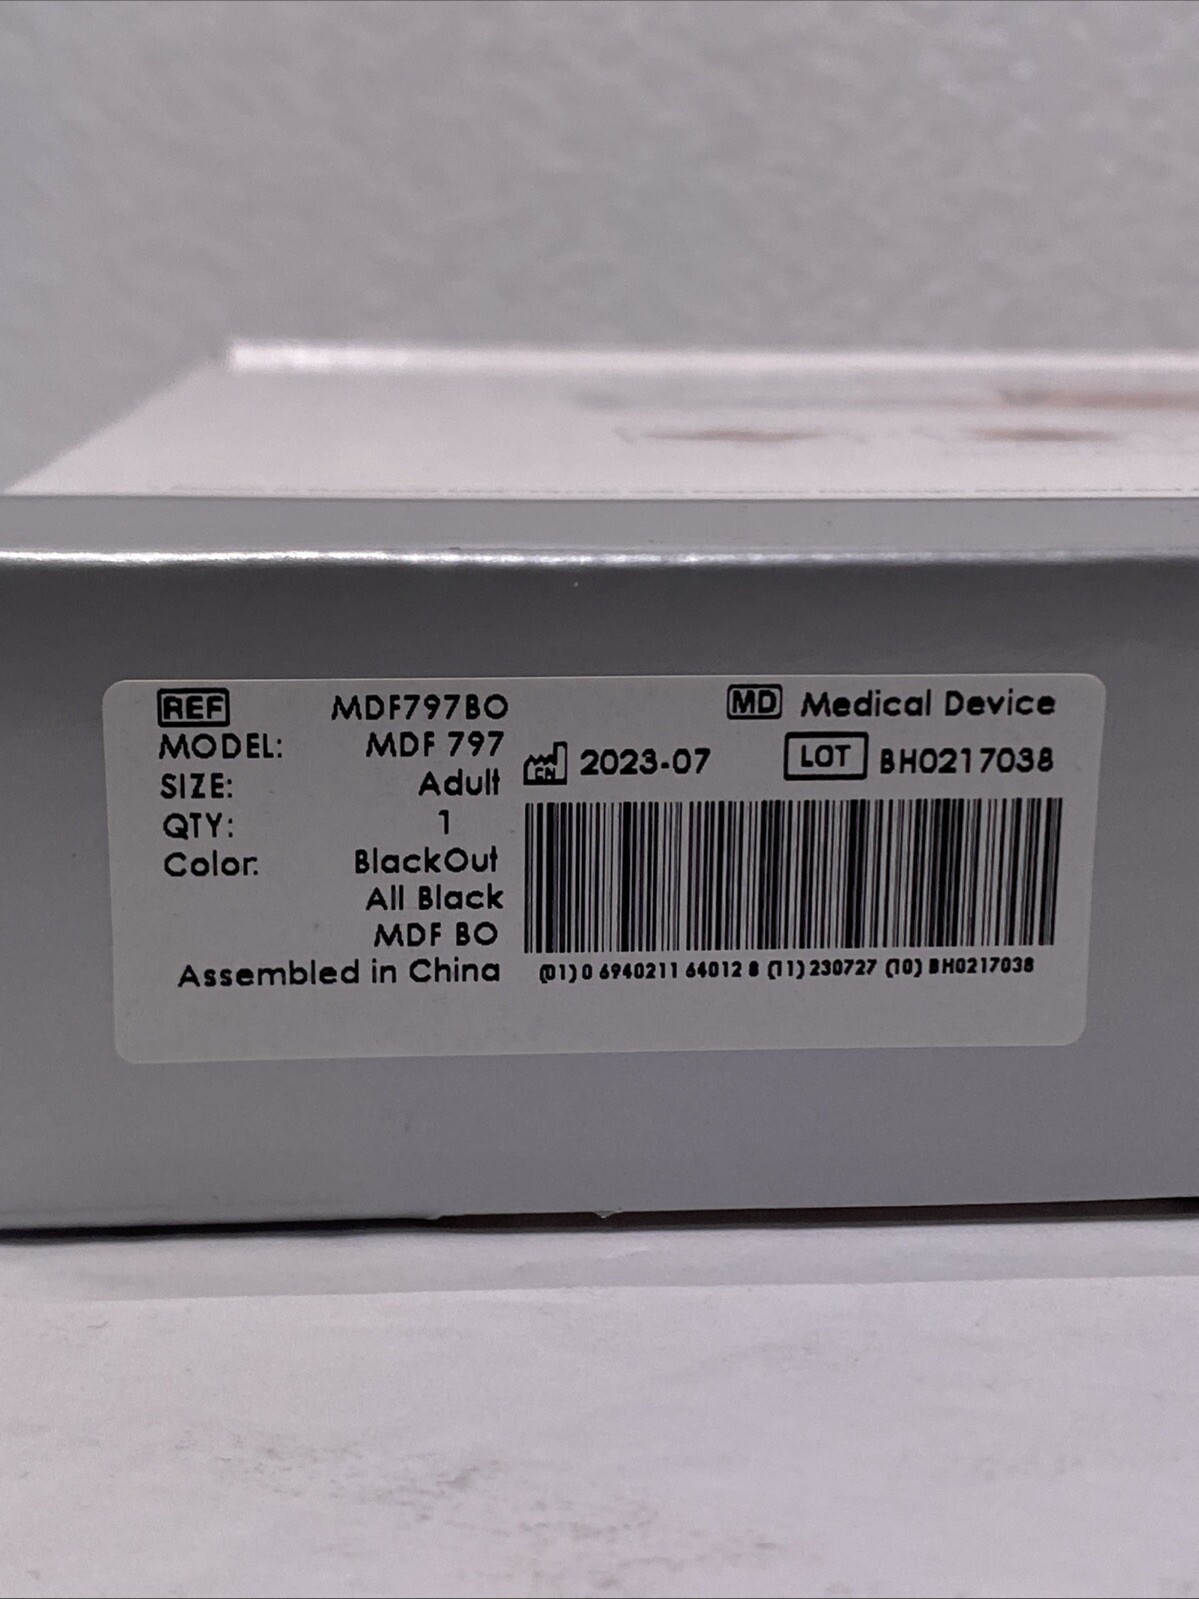 REF MDF797BO
MODEL: MDF 797
SIZE: Adult
QTY: 1
Color: BlackOut
All Black
MDF BO
Assembled in China
MD Medical Device
CN 2023-07 LOT BH0217038
(01) 0 6940211 64012 8 (11) 230727 (10) BH0217038